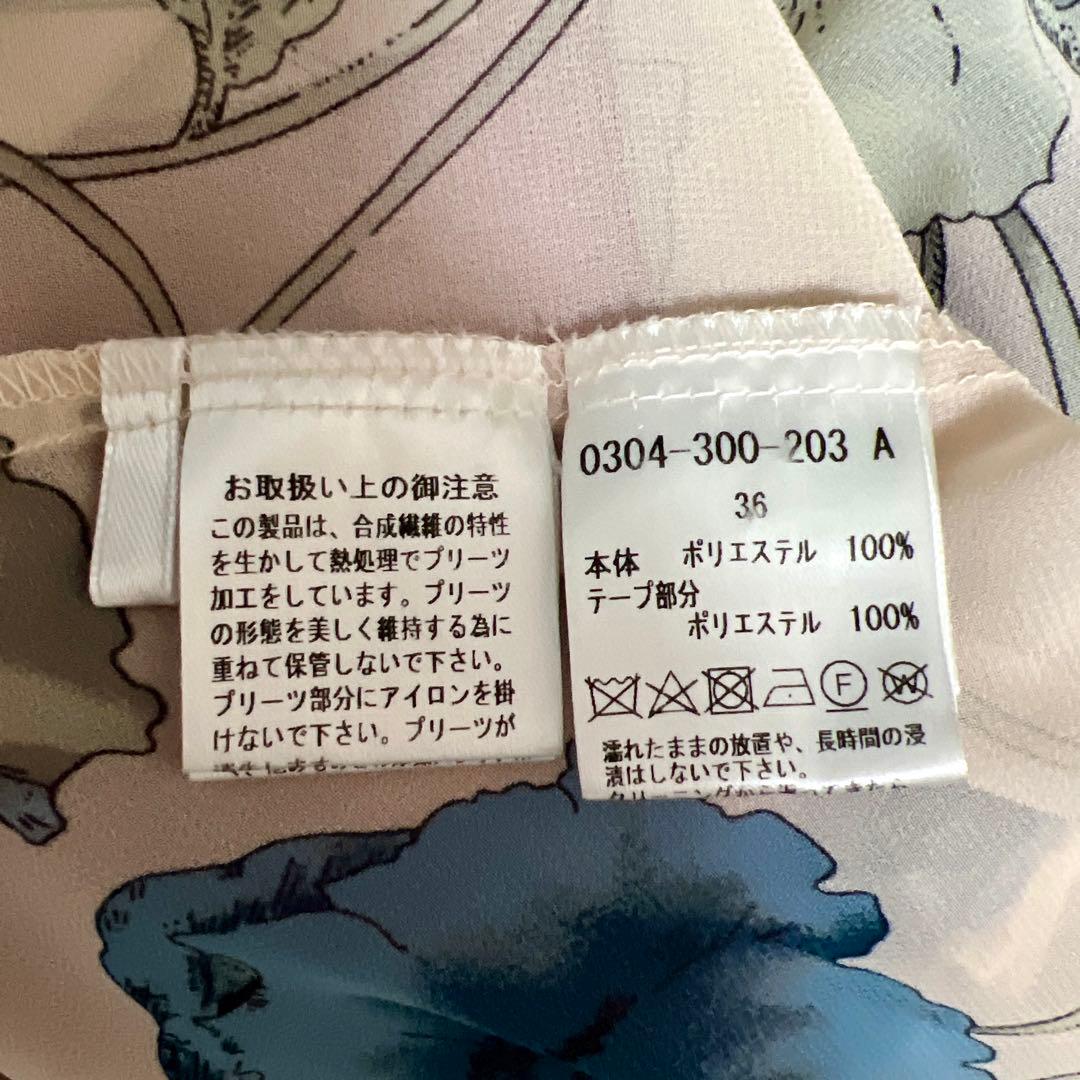 お取扱い上の御注意
この製品は、合成繊維の特性
を生かして熱処理でプリーツ
加工をしています。プリーツ
の形態を美しく維持する為に
重ねて保管しないで下さい。
プリーツ部分にアイロンを掛
けないで下さい。プリーツが
0304-300-203 A
36
本体 ポリエステル 100%
テープ部分
ポリエステル 100%
F
W
濡れたままの放置や、長時間の浸
漬はしないで下さい。